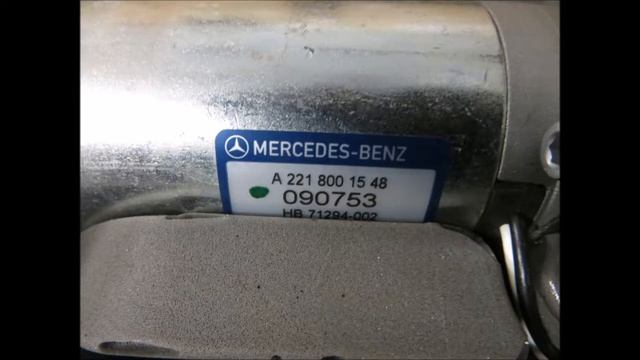 MERCEDES-BENZ
A 221 800 15 48
090753
HB 71294-002